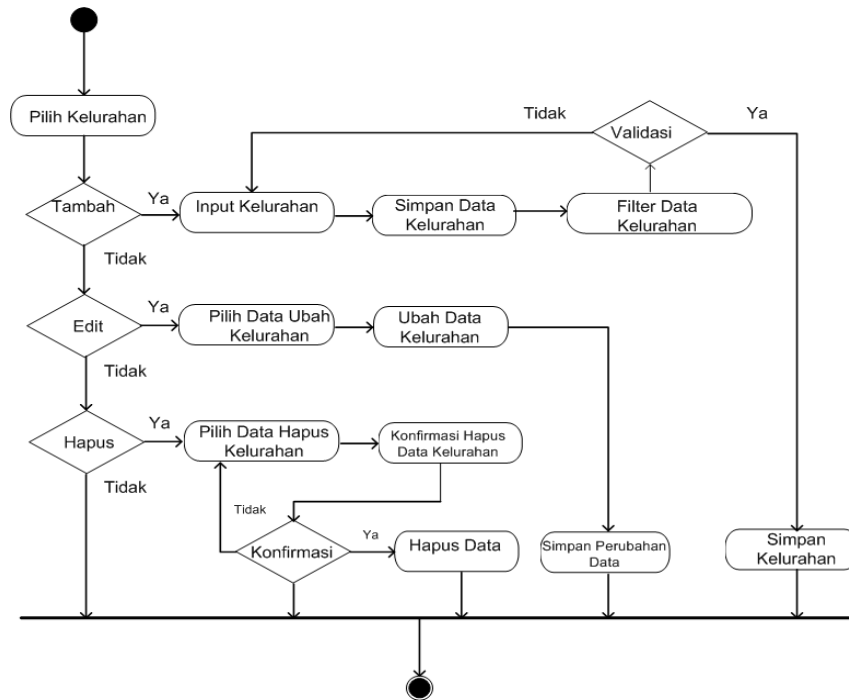 Pilih Kelurahan
Tidak
Validasi
Ya
Tambah
Ya
Input Kelurahan
Simpan Data
Kelurahan
Filter Data
Kelurahan
Tidak
Edit
Ya
Pilih Data Ubah
Kelurahan
Ubah Data
Kelurahan
Tidak
Hapus
Ya
Pilih Data Hapus
Kelurahan
Konfirmasi Hapus
Data Kelurahan
Tidak
Tidak
Konfirmasi
Ya
Hapus Data
Simpan Perubahan
Data
Simpan
Kelurahan